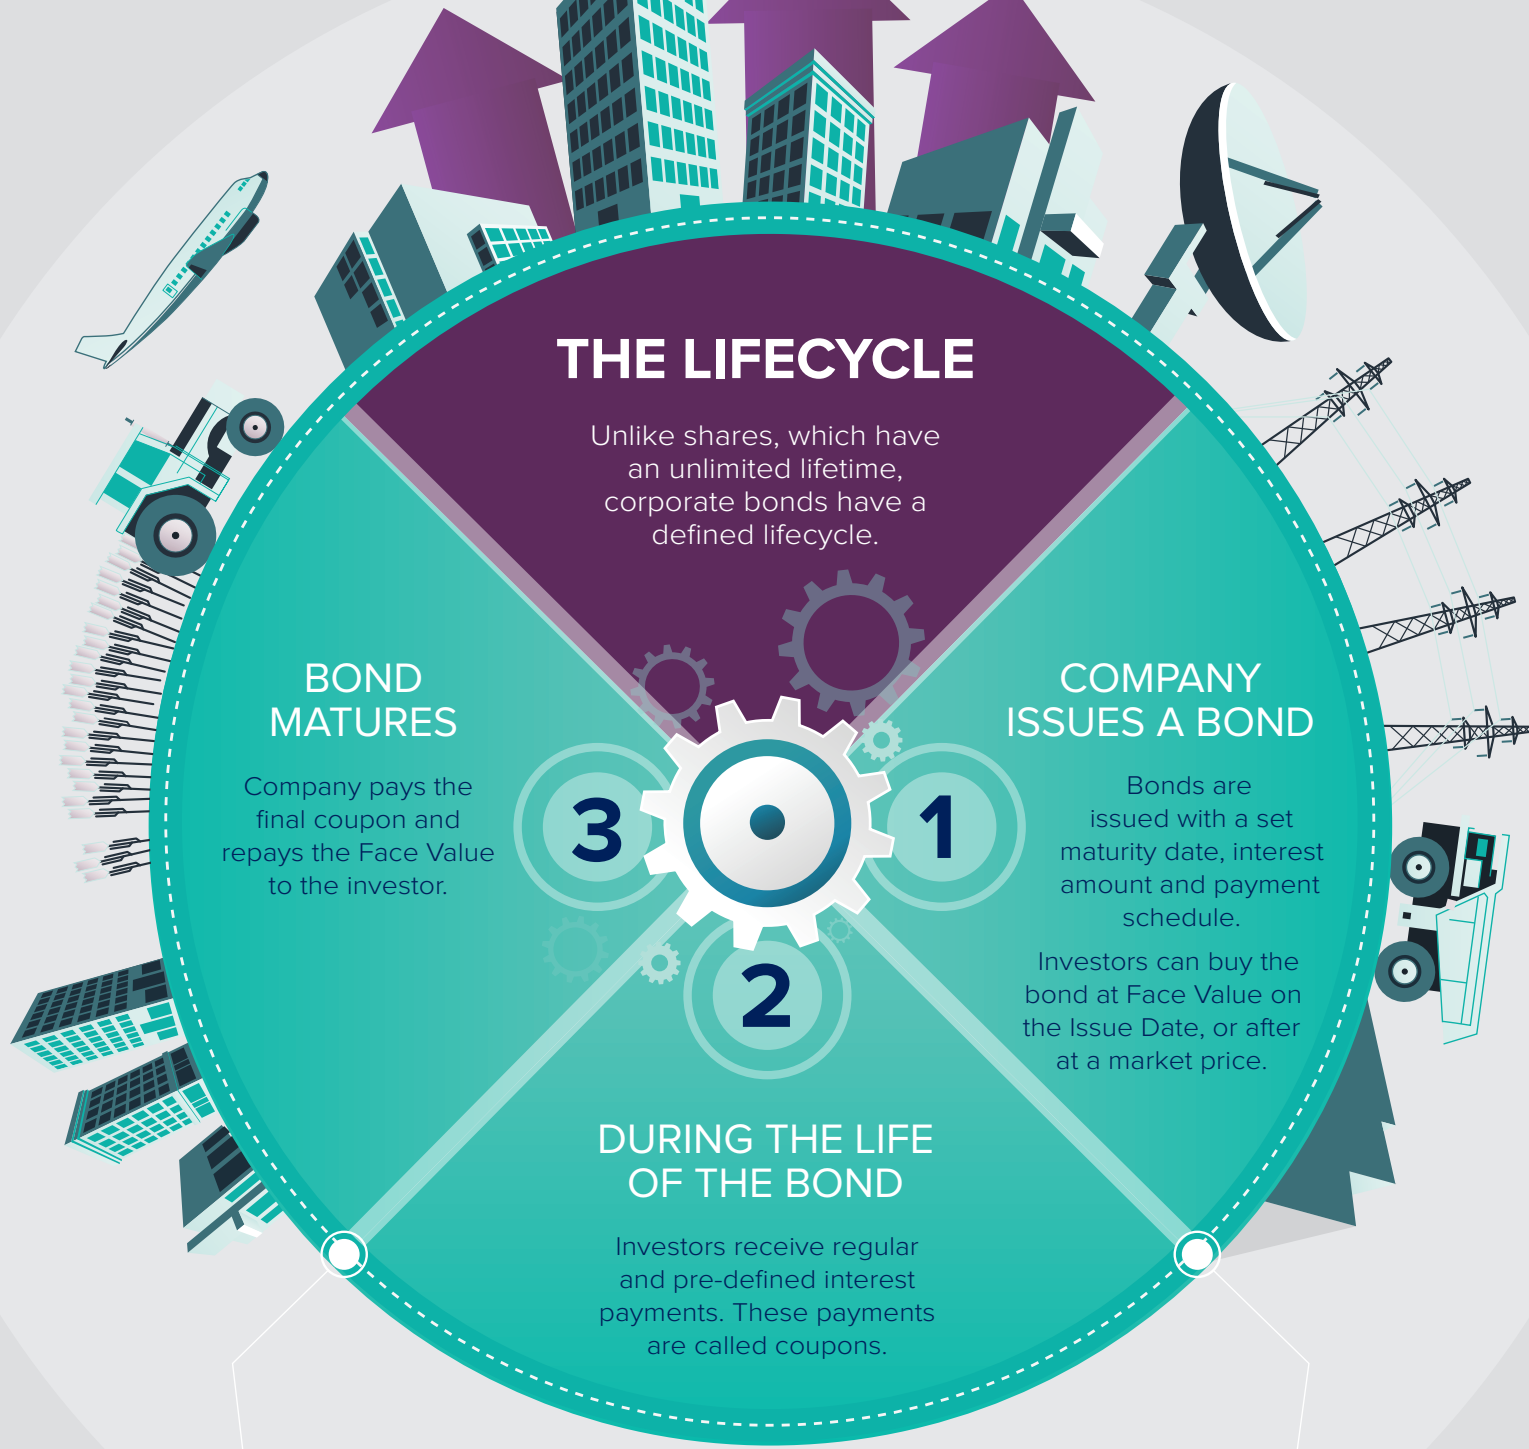 THE LIFECYCLE
Unlike shares, which have
an unlimited lifetime,
corporate bonds have a
defined lifecycle.
COMPANY
ISSUES A BOND
1
Bonds are
issued with a set
maturity date, interest
amount and payment
schedule.
Investors can buy the
bond at Face Value on
the Issue Date, or after
at a market price.
2
DURING THE LIFE
OF THE BOND
Investors receive regular
and pre-defined interest
payments. These payments
are called coupons.
BOND
MATURES
3
Company pays the
final coupon and
repays the Face Value
to the investor.